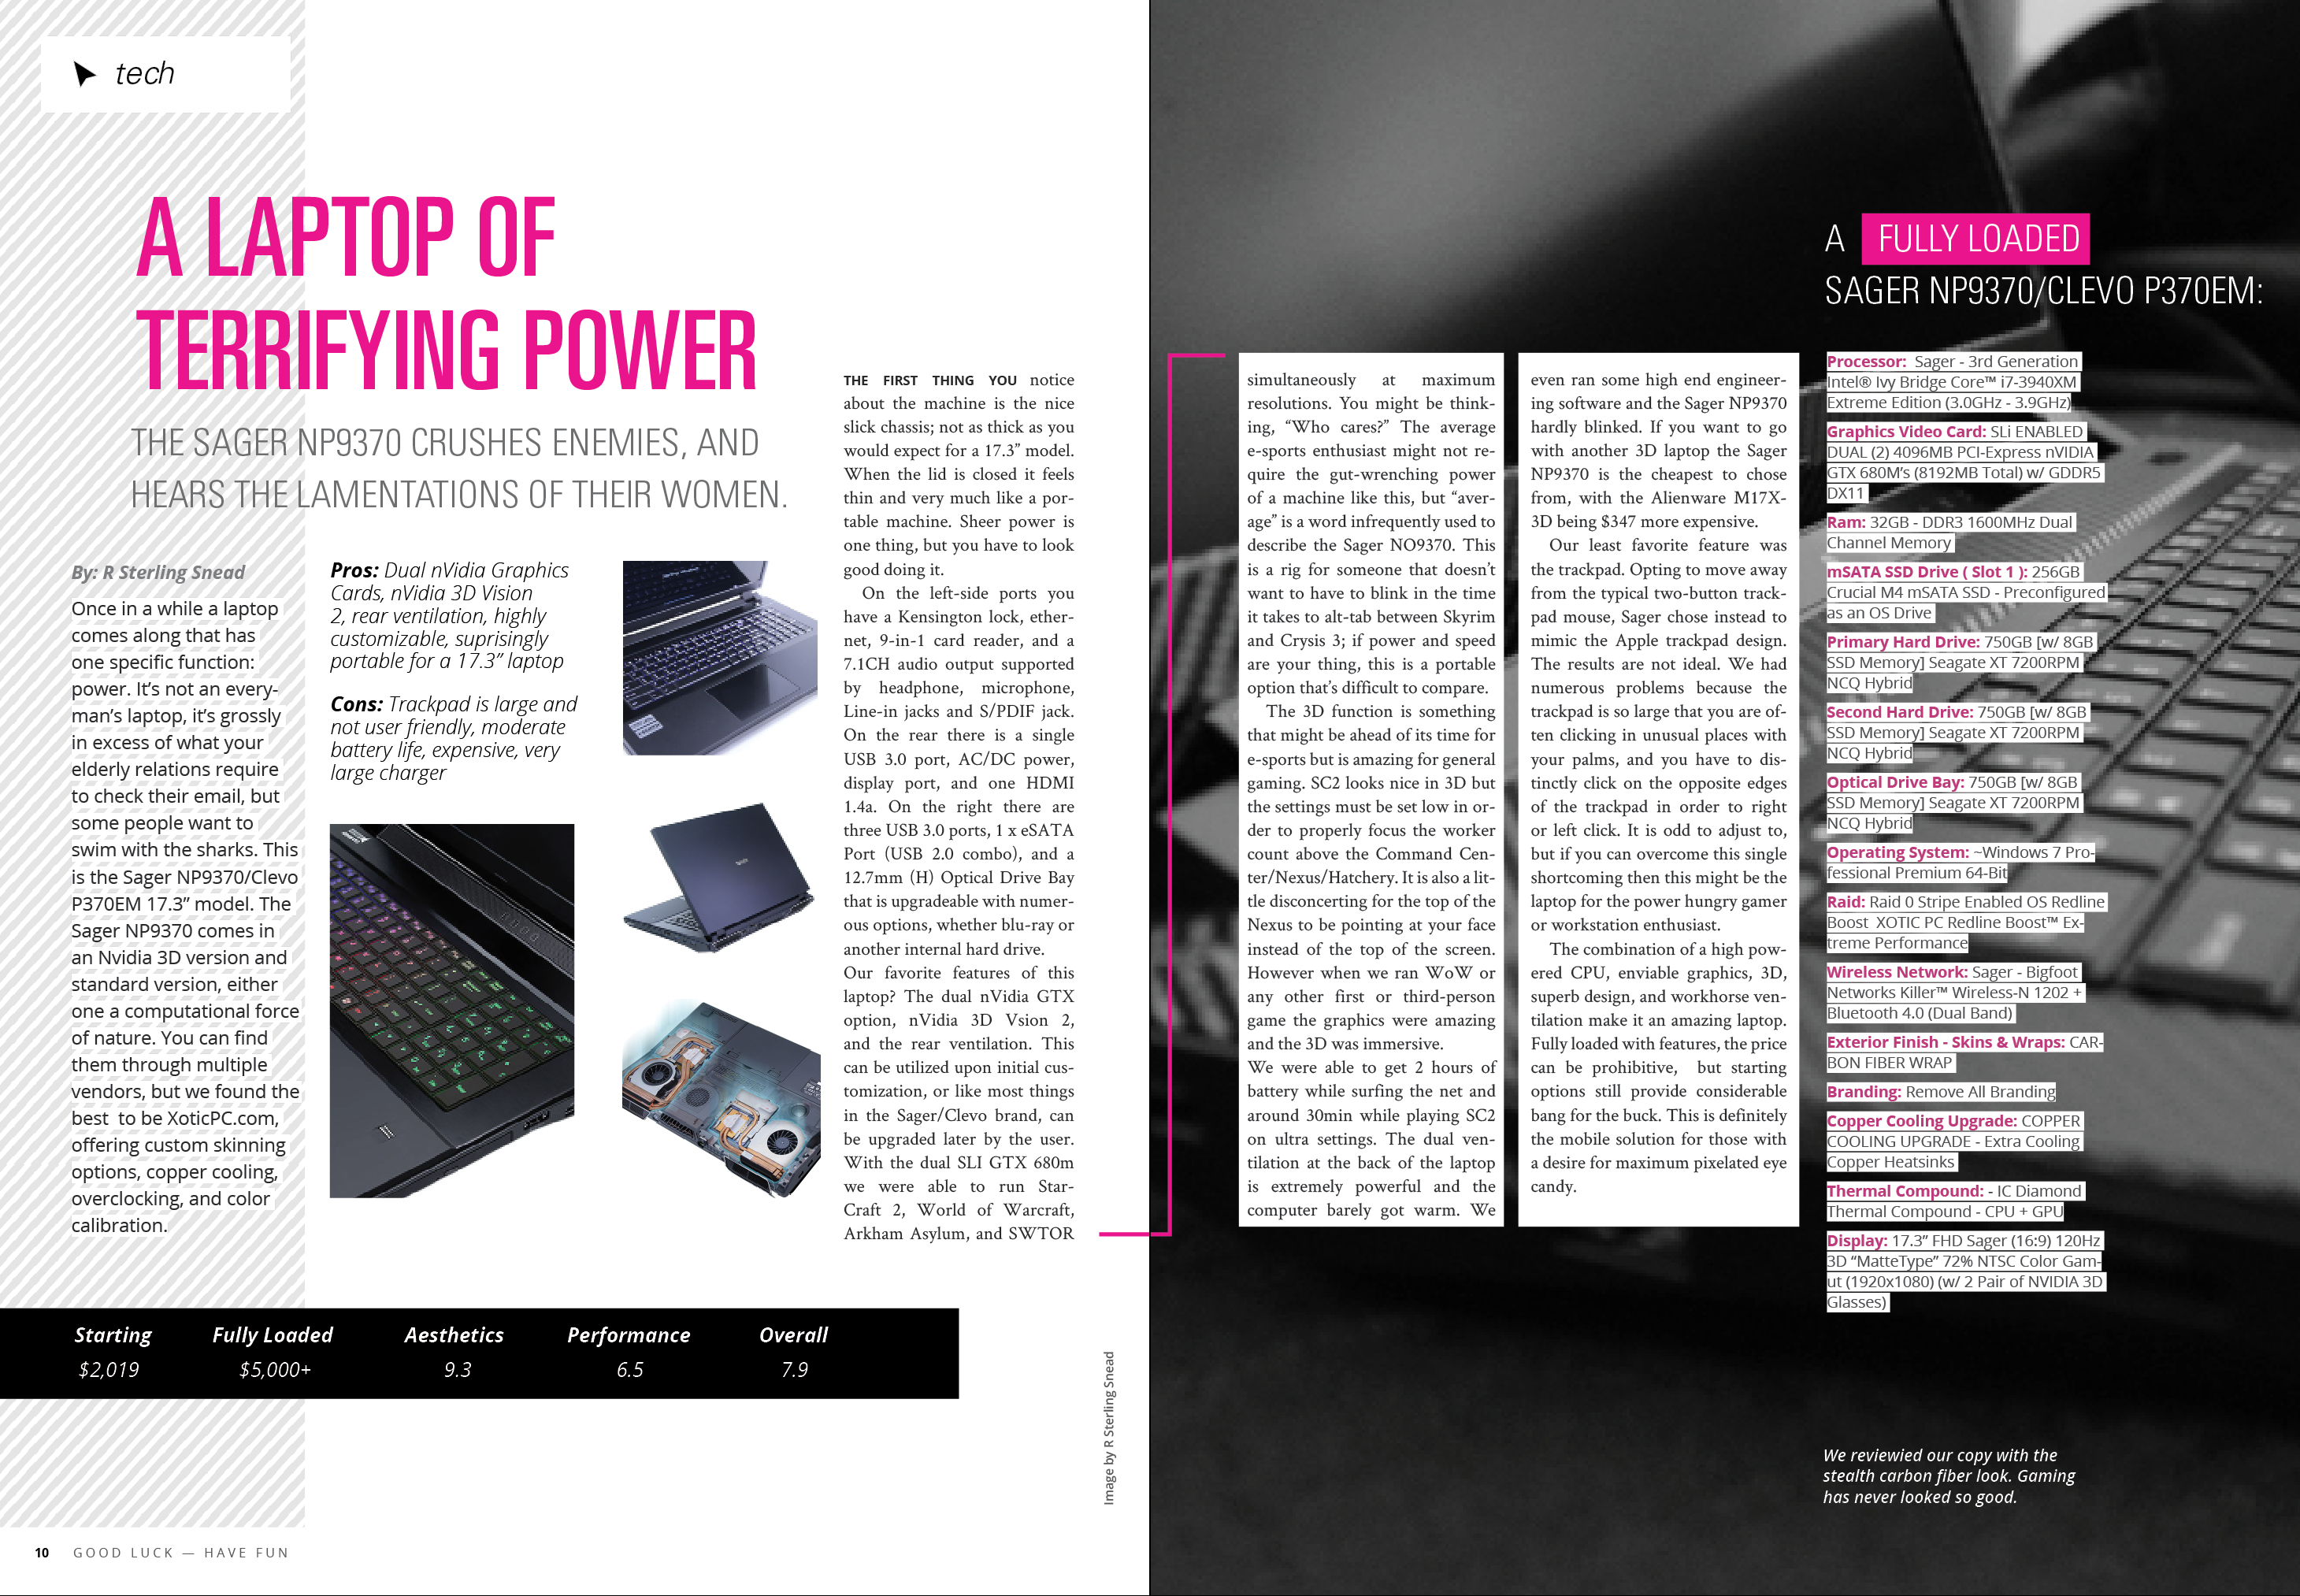 tech
A LAPTOP OF
TERRIFYING POWER
THE SAGER NP9370 CRUSHES ENEMIES, AND
HEARS THE LAMENTATIONS OF THEIR WOMEN.
By: R Sterling Snead
Once in a while a laptop
comes along that has
one specific function:
power. It’s not an every-
man’s laptop, it’s grossly
in excess of what your
elderly relations require
to check their email, but
some people want to
swim with the sharks. This
is the Sager NP9370/Clevo
P370EM 17.3” model. The
Sager NP9370 comes in
an Nvidia 3D version and
standard version, either
one a computational force
of nature. You can find
them through multiple
vendors, but we found the
best to be XoticPC.com,
offering custom skinning
options, copper cooling,
overclocking, and color
calibration.
Pros: Dual nVidia Graphics
Cards, nVidia 3D Vision
2, rear ventilation, highly
customizable, suprisingly
portable for a 17.3” laptop
Cons: Trackpad is large and
not user friendly, moderate
battery life, expensive, very
large charger
THE FIRST THING YOU notice
about the machine is the nice
slick chassis; not as thick as you
would expect for a 17.3” model.
When the lid is closed it feels
thin and very much like a por-
table machine. Sheer power is
one thing, but you have to look
good doing it.
On the left-side ports you
have a Kensington lock, ether-
net, 9-in-1 card reader, and a
7.1CH audio output supported
by headphone, microphone,
Line-in jacks and S/PDIF jack.
On the rear there is a single
USB 3.0 port, AC/DC power,
display port, and one HDMI
1.4a. On the right there are
three USB 3.0 ports, 1 x eSATA
Port (USB 2.0 combo), and a
12.7mm (H) Optical Drive Bay
that is upgradeable with numer-
ous options, whether blu-ray or
another internal hard drive.
Our favorite features of this
laptop? The dual nVidia GTX
option, nVidia 3D Vsion 2,
and the rear ventilation. This
can be utilized upon initial cus-
tomization, or like most things
in the Sager/Clevo brand, can
be upgraded later by the user.
With the dual SLI GTX 680m
we were able to run Star-
Craft 2, World of Warcraft,
Arkham Asylum, and SWTOR
Starting Fully Loaded Aesthetics Performance Overall
$2,019 $5,000+ 9.3 6.5 7.9
Image by R Sterling Snead
10 GOOD LUCK — HAVE FUN
simultaneously at maximum
resolutions. You might be think-
ing, “Who cares?” The average
e-sports enthusiast might not re-
quire the gut-wrenching power
of a machine like this, but “aver-
age” is a word infrequently used to
describe the Sager NO9370. This
is a rig for someone that doesn’t
want to have to blink in the time
it takes to alt-tab between Skyrim
and Crysis 3; if power and speed
are your thing, this is a portable
option that’s difficult to compare.
The 3D function is something
that might be ahead of its time for
e-sports but is amazing for general
gaming. SC2 looks nice in 3D but
the settings must be set low in or-
der to properly focus the worker
count above the Command Cen-
ter/Nexus/Hatchery. It is also a lit-
tle disconcerting for the top of the
Nexus to be pointing at your face
instead of the top of the screen.
However when we ran WoW or
any other first or third-person
game the graphics were amazing
and the 3D was immersive.
We were able to get 2 hours of
battery while surfing the net and
around 30min while playing SC2
on ultra settings. The dual ven-
tilation at the back of the laptop
is extremely powerful and the
computer barely got warm. We
even ran some high end engineer-
ing software and the Sager NP9370
hardly blinked. If you want to go
with another 3D laptop the Sager
NP9370 is the cheapest to chose
from, with the Alienware M17X-
3D being $347 more expensive.
Our least favorite feature was
the trackpad. Opting to move away
from the typical two-button track-
pad mouse, Sager chose instead to
mimic the Apple trackpad design.
The results are not ideal. We had
numerous problems because the
trackpad is so large that you are of-
ten clicking in unusual places with
your palms, and you have to dis-
tinctly click on the opposite edges
of the trackpad in order to right
or left click. It is odd to adjust to,
but if you can overcome this single
shortcoming then this might be the
laptop for the power hungry gamer
or workstation enthusiast.
The combination of a high pow-
ered CPU, enviable graphics, 3D,
superb design, and workhorse ven-
tilation make it an amazing laptop.
Fully loaded with features, the price
can be prohibitive, but starting
options still provide considerable
bang for the buck. This is definitely
the mobile solution for those with
a desire for maximum pixelated eye
candy.
A FULLY LOADED
SAGER NP9370/CLEVO P370EM:
Processor: Sager - 3rd Generation
Intel® Ivy Bridge Core™ i7-3940XM
Extreme Edition (3.0GHz - 3.9GHz)
Graphics Video Card: SLi ENABLED
DUAL (2) 4096MB PCI-Express nVIDIA
GTX 680M’s (8192MB Total) w/ GDDR5
DX11
Ram: 32GB - DDR3 1600MHz Dual
Channel Memory
mSATA SSD Drive ( Slot 1 ): 256GB
Crucial M4 mSATA SSD - Preconfigured
as an OS Drive
Primary Hard Drive: 750GB [w/ 8GB
SSD Memory] Seagate XT 7200RPM
NCQ Hybrid
Second Hard Drive: 750GB [w/ 8GB
SSD Memory] Seagate XT 7200RPM
NCQ Hybrid
Optical Drive Bay: 750GB [w/ 8GB
SSD Memory] Seagate XT 7200RPM
NCQ Hybrid
Operating System: ~Windows 7 Pro-
fessional Premium 64-Bit
Raid: Raid 0 Stripe Enabled OS Redline
Boost XOTIC PC Redline Boost™ Ex-
treme Performance
Wireless Network: Sager - Bigfoot
Networks Killer™ Wireless-N 1202 +
Bluetooth 4.0 (Dual Band)
Exterior Finish - Skins & Wraps: CAR-
BON FIBER WRAP
Branding: Remove All Branding
Copper Cooling Upgrade: COPPER
COOLING UPGRADE - Extra Cooling
Copper Heatsinks
Thermal Compound: - IC Diamond
Thermal Compound - CPU + GPU
Display: 17.3” FHD Sager (16:9) 120Hz
3D “MatteType” 72% NTSC Color Gam-
ut (1920x1080) (w/ 2 Pair of NVIDIA 3D
Glasses)
We reviewied our copy with the
stealth carbon fiber look. Gaming
has never looked so good.